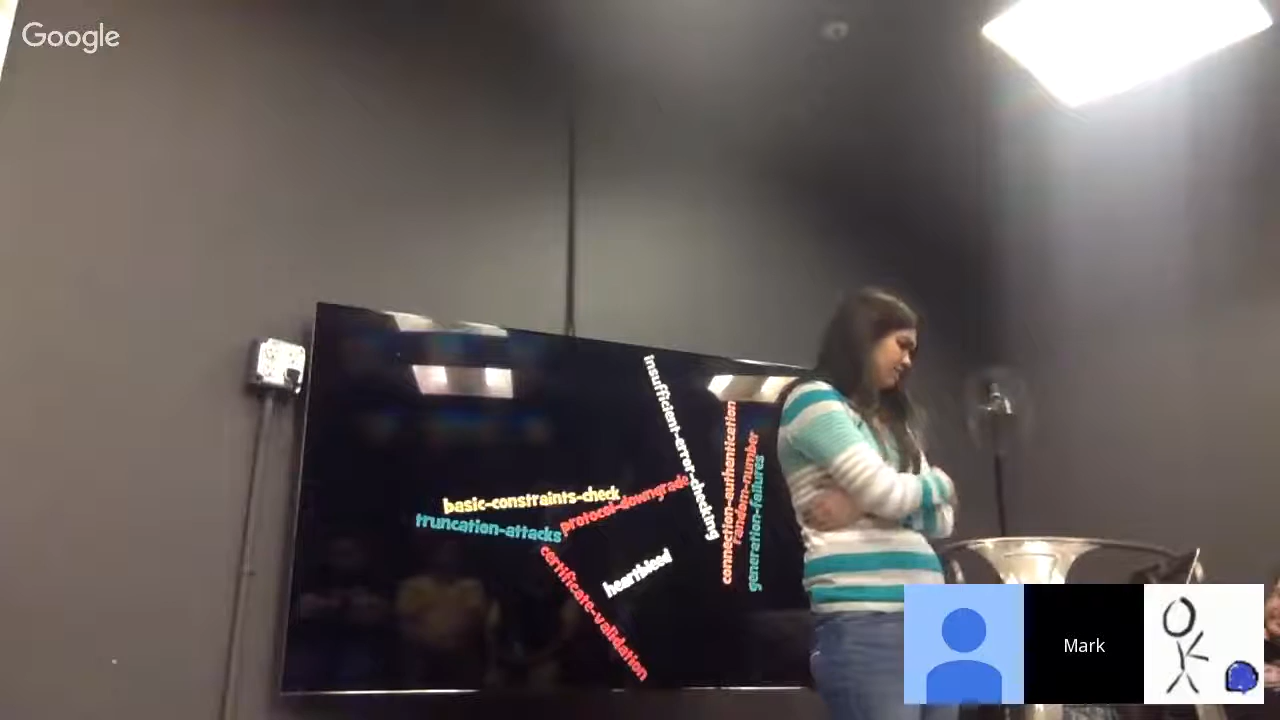 Google
insufficient-error-checking
connection-authentication
random-number
generation-failures
basic-constraints-check
protocol-downgrade
truncation-attacks
heartbleed
certificate-validation
Mark
OK